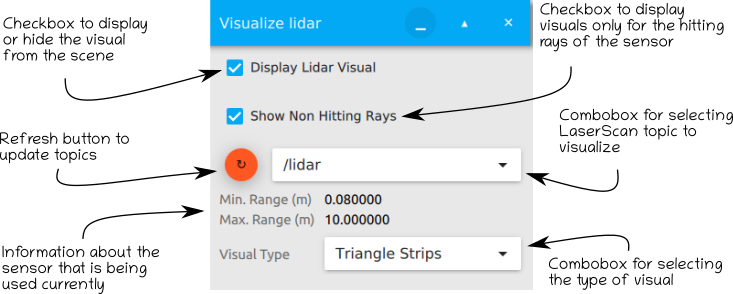 Checkbox to display
or hide the visual
from the scene
Visualize lidar
Checkbox to display
visuals only for the hitting
rays of the sensor
Display Lidar Visual
Show Non Hitting Rays
Refresh button to
update topics
/lidar
Combobox for selecting
LaserScan topic to
visualize
Min. Range (m) 0.080000
Max. Range (m) 10.000000
Information about the
sensor that is being
used currently
Visual Type Triangle Strips
Combobox for selecting
the type of visual